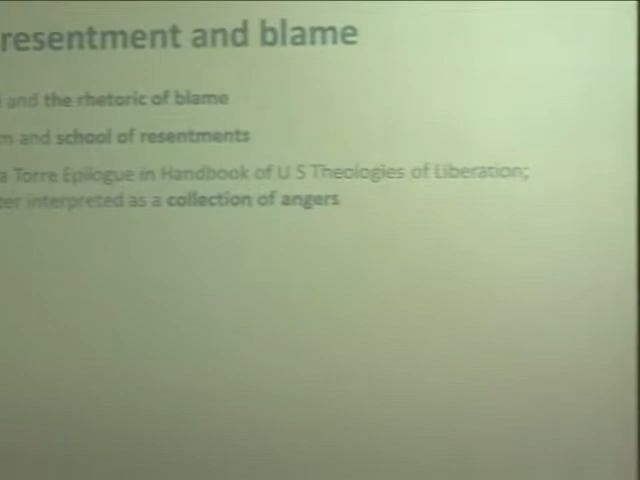 resentment and blame
and the rhetoric of blame
and school of resentments
a Torre Epilogue in Handbook of U S Theologies of Liberation;
ter interpreted as a collection of angers